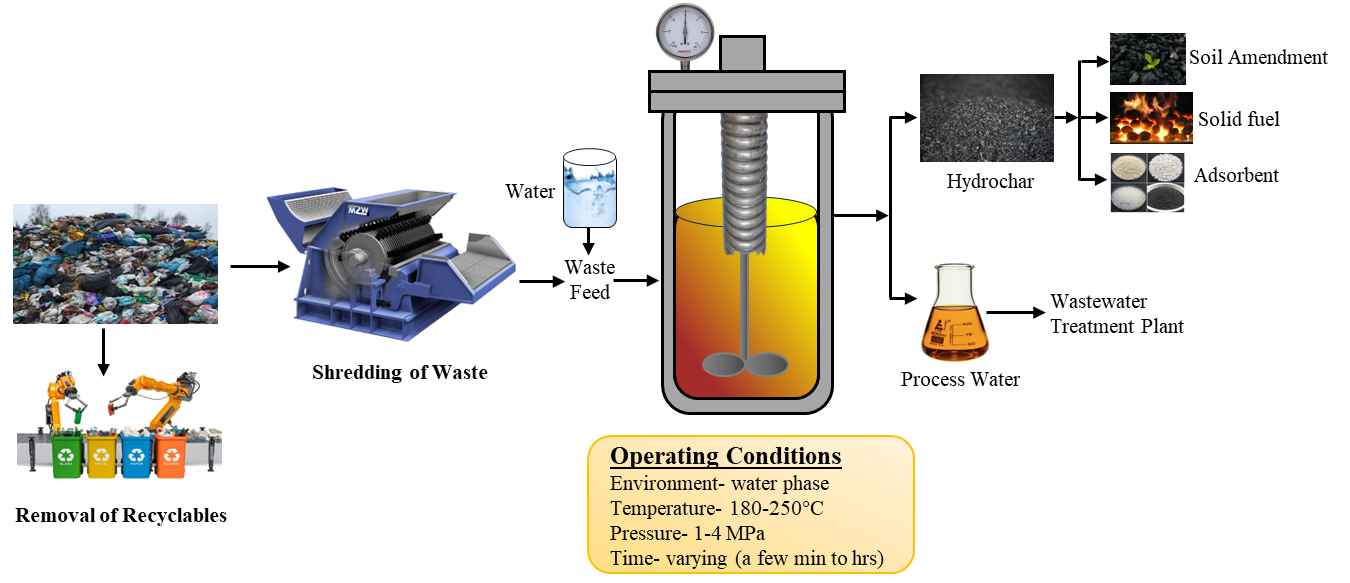 Soil Amendment
Solid fuel
Adsorbent
Hydrochar
Water
MZW
Waste
Feed
Shredding of Waste
Removal of Recyclables
Process Water
Wastewater
Treatment Plant
Operating Conditions
Environment- water phase
Temperature- 180-250°C
Pressure- 1-4 MPa
Time- varying (a few min to hrs)